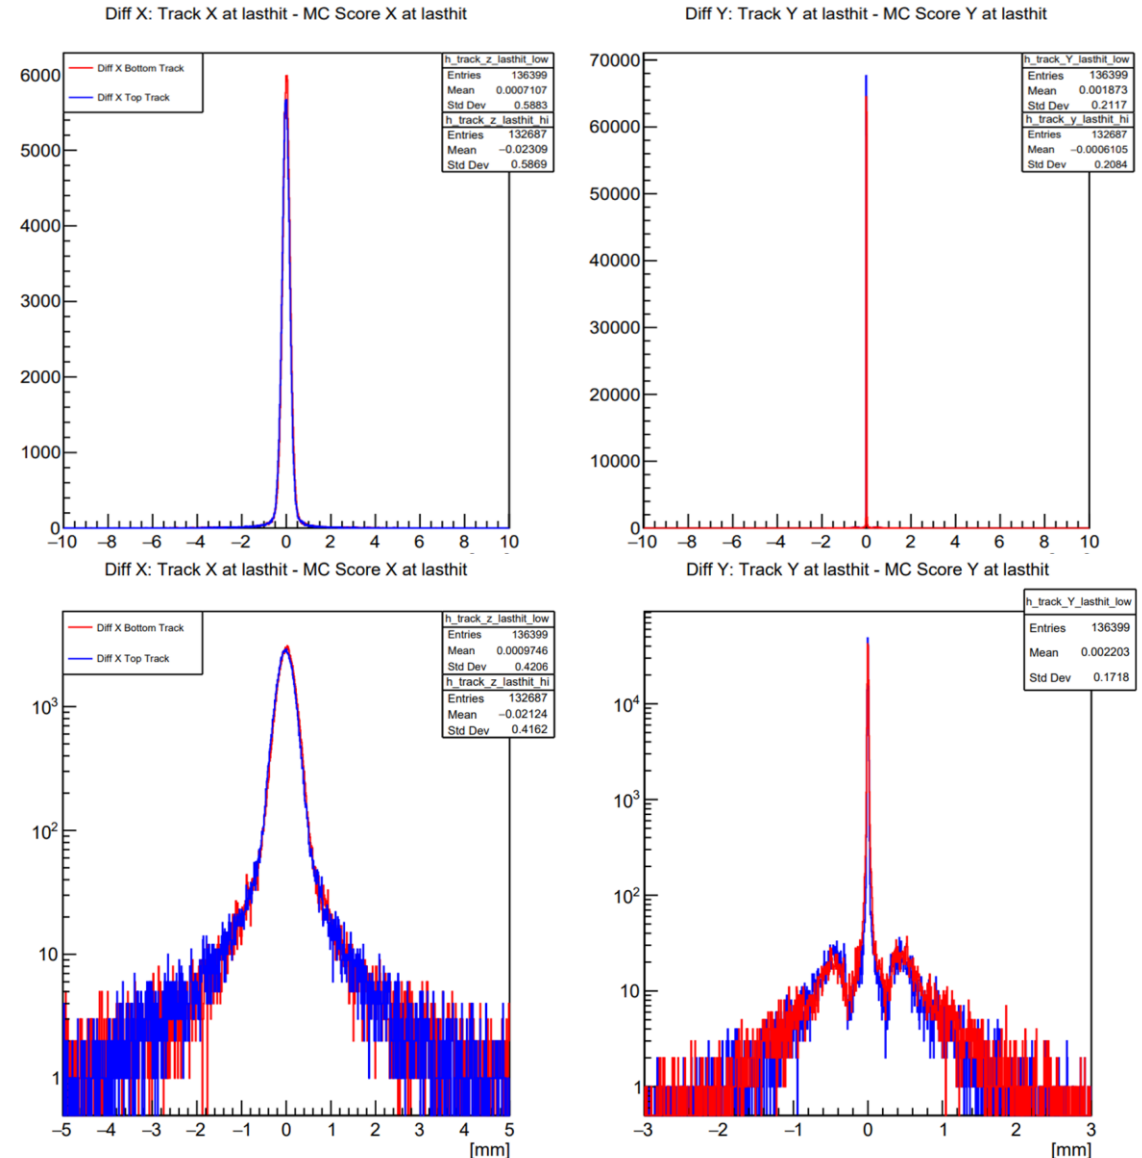 Diff X: Track X at lasthit - MC Score X at lasthit
Diff X Bottom Track
Diff X Top Track
h_track_z_lasthit_low
Entries 136399
Mean 0.0007107
Std Dev 0.5883
h_track_z_lasthit_hi
Entries 132687
Mean −0.02309
Std Dev 0.5869
6000
5000
4000
3000
2000
1000
0
−10 −8 −6 −4 −2 0 2 4 6 8 10
Diff Y: Track Y at lasthit - MC Score Y at lasthit
h_track_Y_lasthit_low
Entries 136399
Mean 0.001873
Std Dev 0.2117
h_track_y_lasthit_hi
Entries 132687
Mean −0.0006105
Std Dev 0.2084
70000
60000
50000
40000
30000
20000
10000
0
−10 −8 −6 −4 −2 0 2 4 6 8 10
Diff X: Track X at lasthit - MC Score X at lasthit
Diff X Bottom Track
Diff X Top Track
h_track_z_lasthit_low
Entries 136399
Mean 0.0009746
Std Dev 0.4206
h_track_z_lasthit_hi
Entries 132687
Mean −0.02124
Std Dev 0.4162
10³
10²
10
1
−5 −4 −3 −2 −1 0 1 2 3 4 5
[mm]
Diff Y: Track Y at lasthit - MC Score Y at lasthit
h_track_Y_lasthit_low
Entries 136399
Mean 0.002203
Std Dev 0.1718
10⁴
10³
10²
10
1
−3 −2 −1 0 1 2 3
[mm]